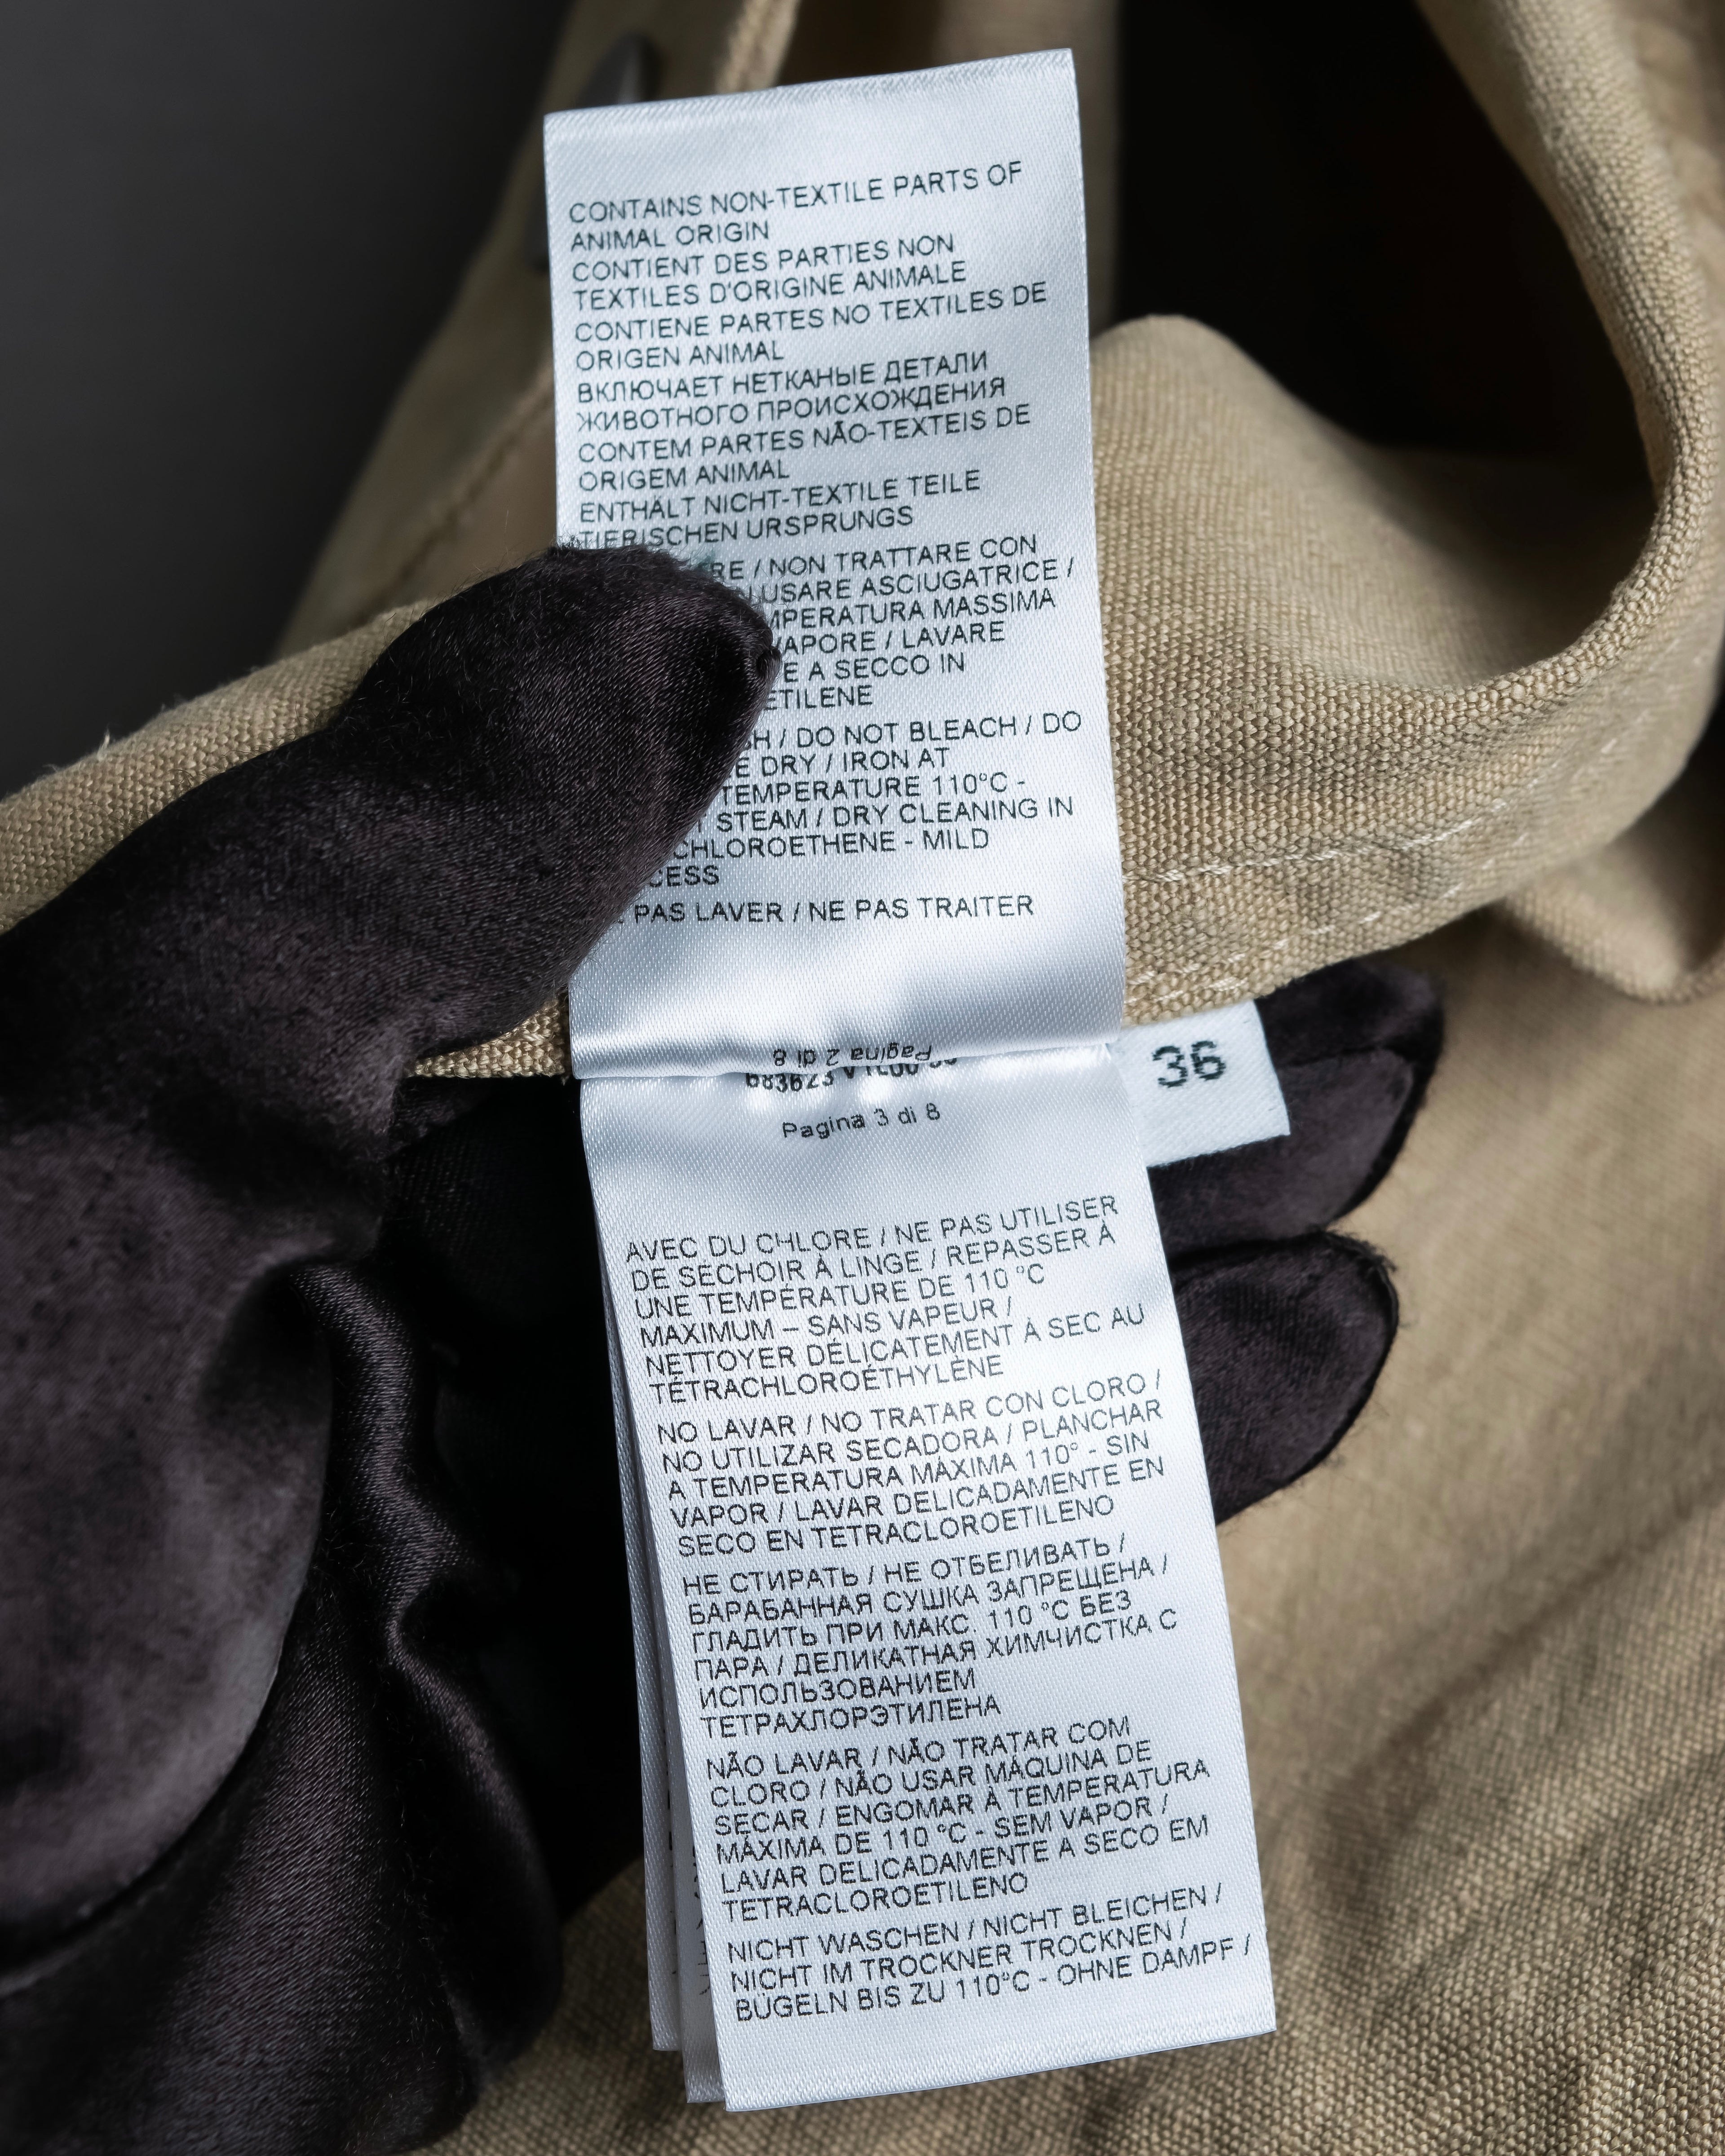 CONTAINS NON-TEXTILE PARTS OF
ANIMAL ORIGIN
CONTIENT DES PARTIES NON
TEXTILES D'ORIGINE ANIMALE
CONTIENE PARTES NO TEXTILES DE
ORIGEN ANIMAL
ВКЛЮЧАЕТ НЕТКАНЫЕ ДЕТАЛИ
ЖИВОТНОГО ПРОИСХОЖДЕНИЯ
CONTEM PARTES NÃO-TEXTEIS DE
ORIGEM ANIMAL
ENTHÄLT NICHT-TEXTILE TEILE
TIERISCHEN URSPRUNGS
/ NON TRATTARE CON
USARE ASCIUGATRICE /
MASSIMA
/ LAVARE
A SECCO IN
/ DO NOT BLEACH / DO
DRY / IRON AT
TEMPERATURE 110°C -
STEAM / DRY CLEANING IN
- MILD
PAS LAVER / NE PAS TRAITER
Pagina 2 di 8
Pagina 3 di 8
36
AVEC DU CHLORE / NE PAS UTILISER
DE SÉCHOIR À LINGE / REPASSER À
UNE TEMPÉRATURE DE 110 °C
MAXIMUM – SANS VAPEUR /
NETTOYER DÉLICATEMENT À SEC AU
TÉTRACHLOROÉTHYLÈNE
NO LAVAR / NO TRATAR CON CLORO /
NO UTILIZAR SECADORA / PLANCHAR
A TEMPERATURA MÁXIMA 110° - SIN
VAPOR / LAVAR DELICADAMENTE EN
SECO EN TETRACLOROETILENO
НЕ СТИРАТЬ / НЕ ОТБЕЛИВАТЬ /
БАРАБАННАЯ СУШКА ЗАПРЕЩЕНА /
ГЛАДИТЬ ПРИ МАКС. 110 °C БЕЗ
ПАРА / ДЕЛИКАТНАЯ ХИМЧИСТКА С
ИСПОЛЬЗОВАНИЕМ
ТЕТРАХЛОРЭТИЛЕНА
NÃO LAVAR / NÃO TRATAR COM
CLORO / NÃO USAR MÁQUINA DE
SECAR / ENGOMAR À TEMPERATURA
MÁXIMA DE 110 °C - SEM VAPOR /
LAVAR DELICADAMENTE A SECO EM
TETRACLOROETILENO
NICHT WASCHEN / NICHT BLEICHEN /
NICHT IM TROCKNER TROCKNEN /
BÜGELN BIS ZU 110°C - OHNE DAMPF /